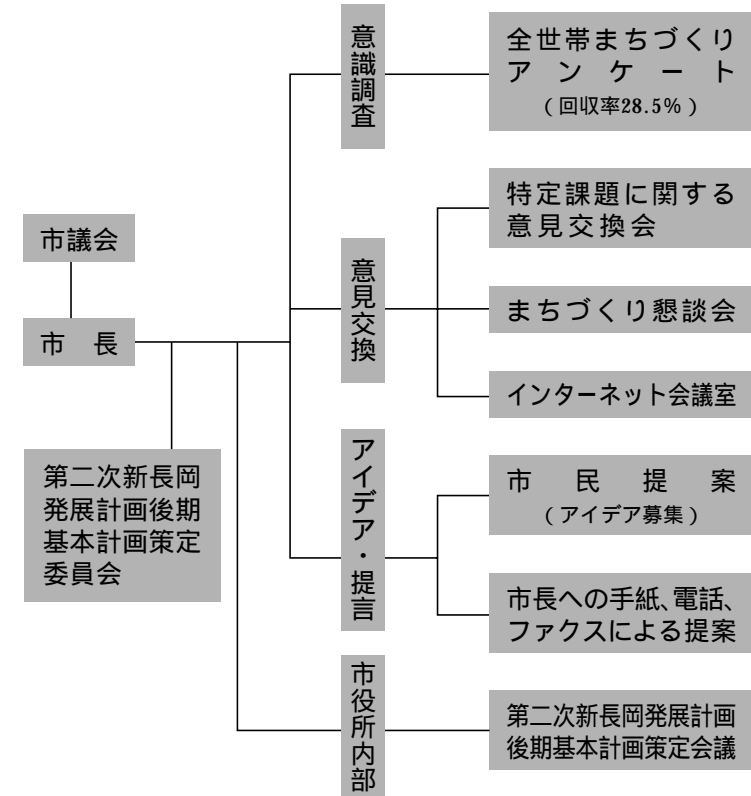 市議会
市長
第二次新長岡
発展計画後期
基本計画策定
委員会
意識調査
全世帯まちづくり
アンケート
(回収率28.5%)
意見交換
特定課題に関する
意見交換会
まちづくり懇談会
インターネット会議室
アイデア・提言
市民提案
(アイデア募集)
市長への手紙、電話、
ファクスによる提案
市役所内部
第二次新長岡発展計画
後期基本計画策定会議